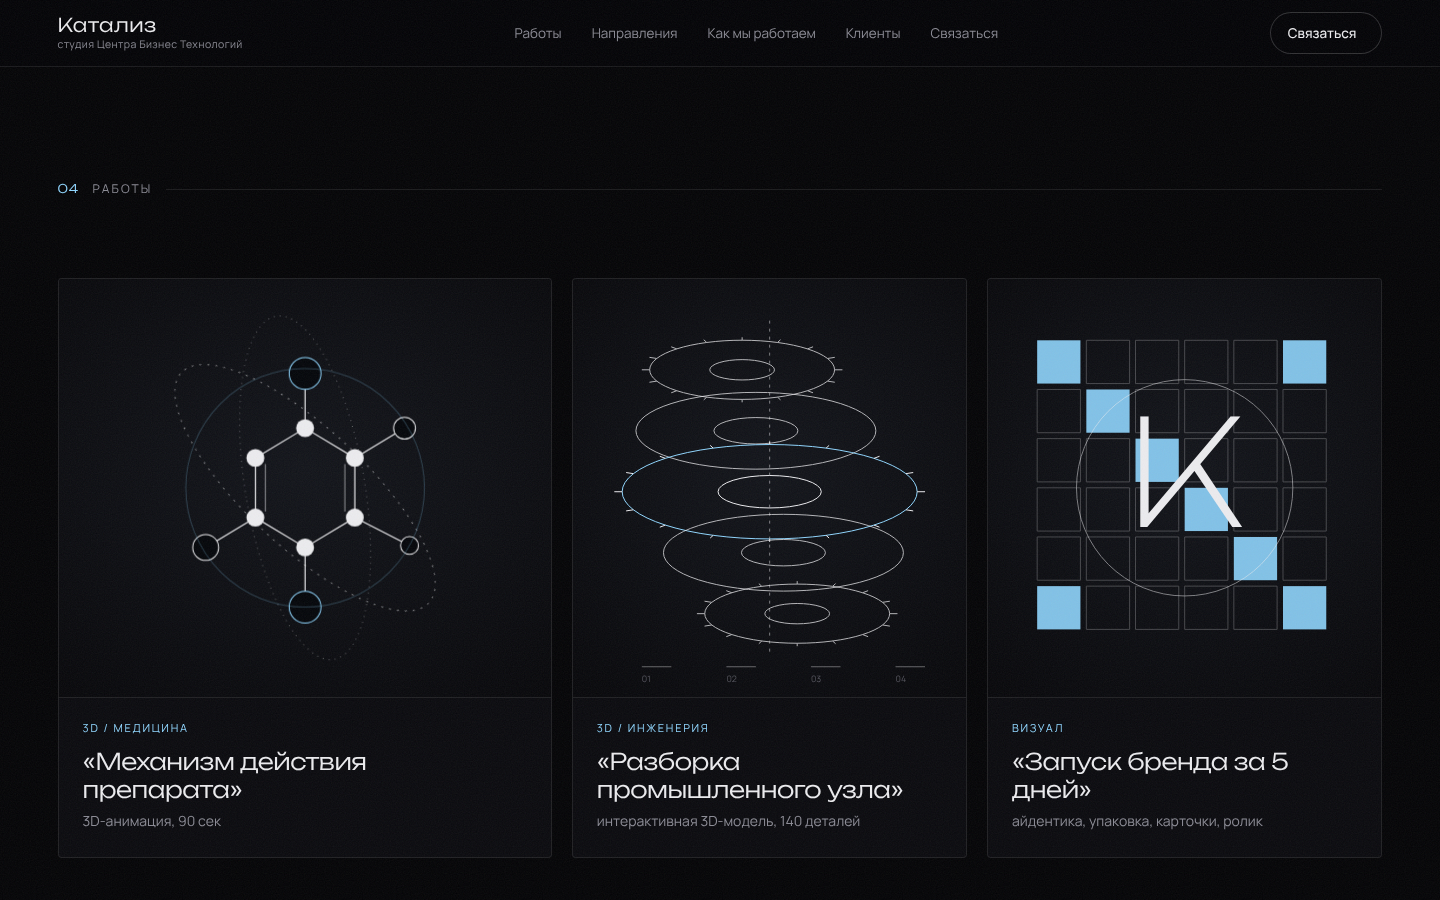 Катализ
студия Центра Бизнес Технологий
Работы
Направления
Как мы работаем
Клиенты
Связаться
Связаться
04 РАБОТЫ
01 02 03 04
К
3D / МЕДИЦИНА
«Механизм действия
препарата»
3D-анимация, 90 сек
3D / ИНЖЕНЕРИЯ
«Разборка
промышленного узла»
интерактивная 3D-модель, 140 деталей
ВИЗУАЛ
«Запуск бренда за 5
дней»
айдентика, упаковка, карточки, ролик